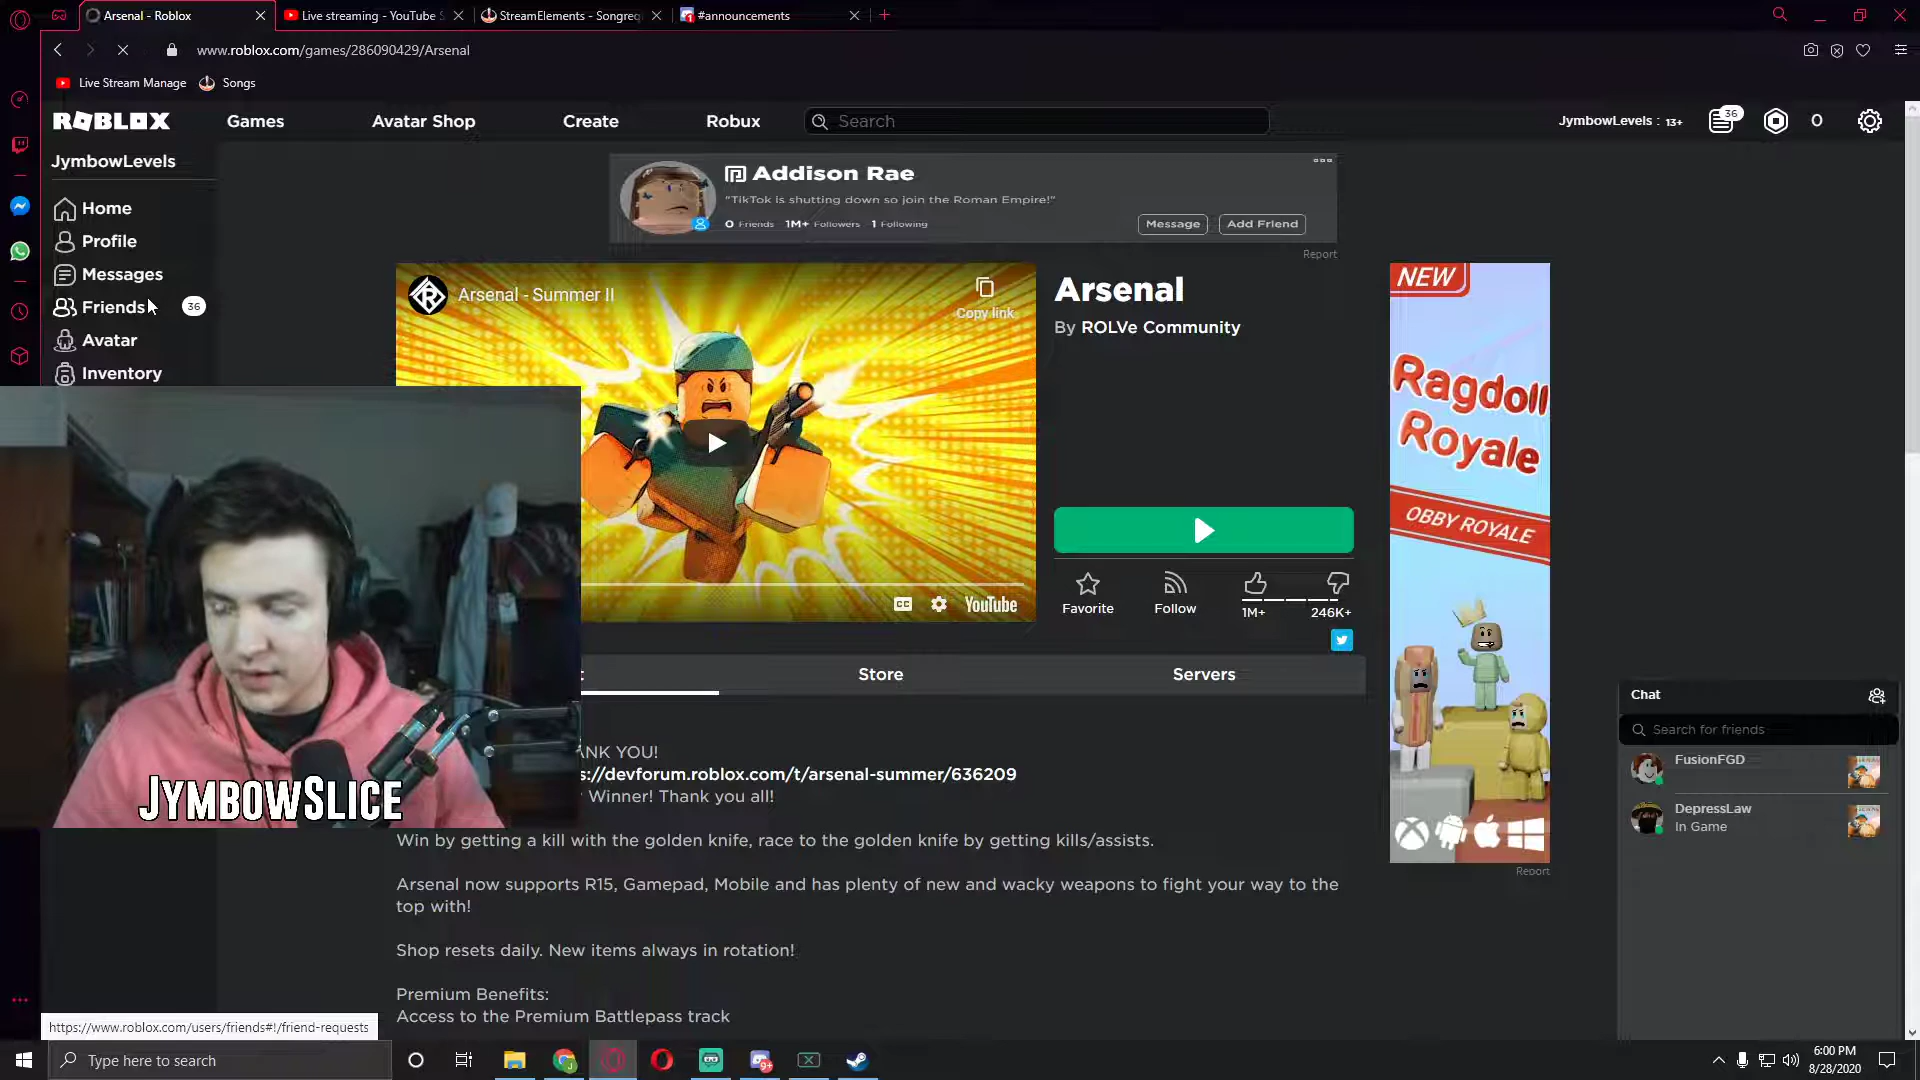 Arsenal - Roblox
Live streaming - YouTube S
StreamElements - Songreq
#announcements
www.roblox.com/games/286090429/Arsenal
Live Stream Manage
Songs
ROBLOX
Games
Avatar Shop
Create
Robux
Search
JymbowLevels : 13+
36
0
JymbowLevels
Home
Profile
Messages
Friends
36
Avatar
Inventory
Addison Rae
"TikTok is shutting down so join the Roman Empire!"
0 Friends 1M+ Followers 1 Following
Message
Add Friend
Report
Arsenal - Summer II
Copy link
CC
YouTube
Arsenal
By ROLVe Community
Favorite
Follow
1M+
246K+
NEW
Ragdoll
Royale
OBBY ROYALE
Report
t
Store
Servers
ANK YOU!
s://devforum.roblox.com/t/arsenal-summer/636209
Winner! Thank you all!
Win by getting a kill with the golden knife, race to the golden knife by getting kills/assists.
Arsenal now supports R15, Gamepad, Mobile and has plenty of new and wacky weapons to fight your way to the
top with!
Shop resets daily. New items always in rotation!
Premium Benefits:
Access to the Premium Battlepass track
JYMBOWSLICE
Chat
Search for friends
FusionFGD
DepressLaw
In Game
https://www.roblox.com/users/friends#!/friend-requests
Type here to search
9+
6:00 PM
8/28/2020